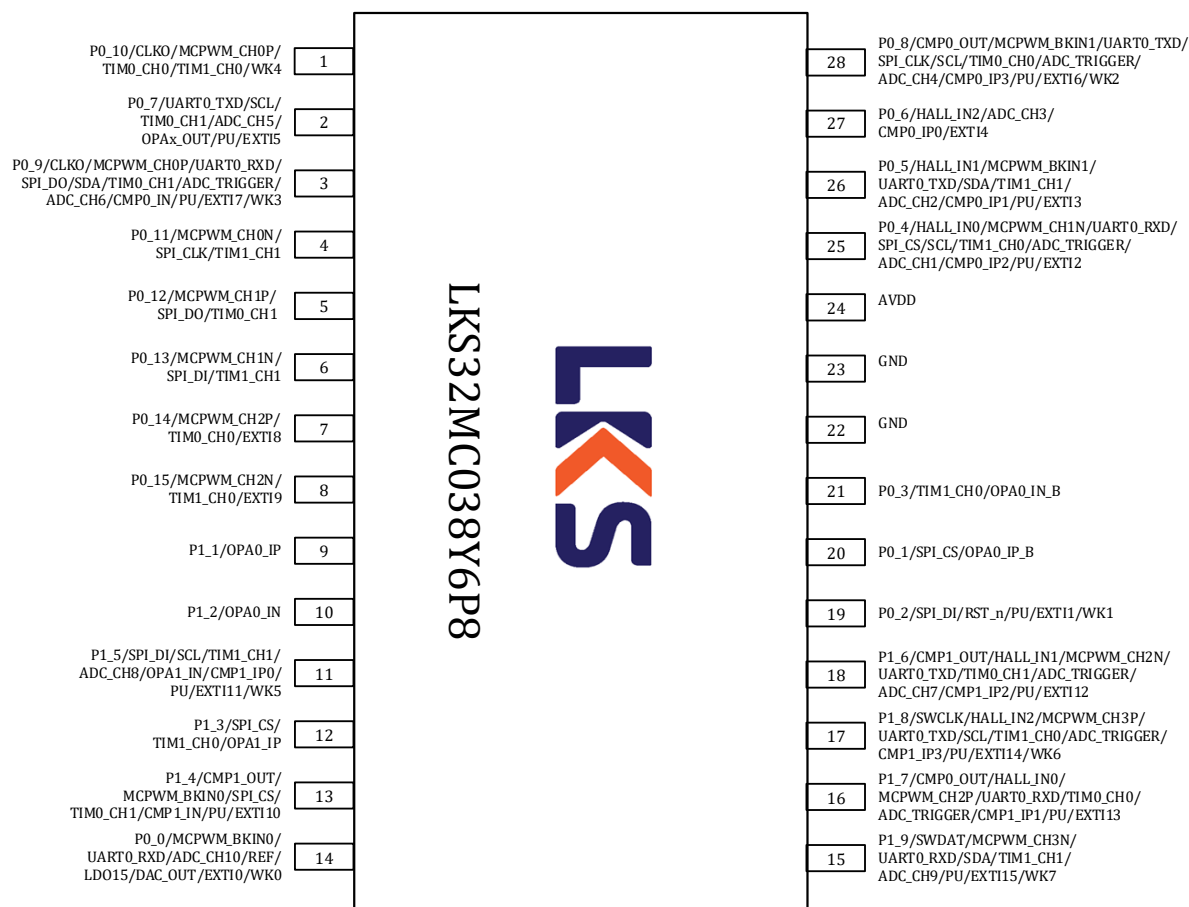 P0_10/CLKO/MCPWM_CH0P/
TIM0_CH0/TIM1_CH0/WK4
1
P0_7/UART0_TXD/SCL/
TIM0_CH1/ADC_CH5/
OPAx_OUT/PU/EXTI5
2
P0_9/CLKO/MCPWM_CH0P/UART0_RXD/
SPI_DO/SDA/TIM0_CH1/ADC_TRIGGER/
ADC_CH6/CMP0_IN/PU/EXTI7/WK3
3
P0_11/MCPWM_CH0N/
SPI_CLK/TIM1_CH1
4
P0_12/MCPWM_CH1P/
SPI_DO/TIM0_CH1
5
P0_13/MCPWM_CH1N/
SPI_DI/TIM1_CH1
6
P0_14/MCPWM_CH2P/
TIM0_CH0/EXTI8
7
P0_15/MCPWM_CH2N/
TIM1_CH0/EXTI9
8
P1_1/OPA0_IP
9
P1_2/OPA0_IN
10
P1_5/SPI_DI/SCL/TIM1_CH1/
ADC_CH8/OPA1_IN/CMP1_IP0/
PU/EXTI11/WK5
11
P1_3/SPI_CS/
TIM1_CH0/OPA1_IP
12
P1_4/CMP1_OUT/
MCPWM_BKIN0/SPI_CS/
TIM0_CH1/CMP1_IN/PU/EXTI10
13
P0_0/MCPWM_BKIN0/
UART0_RXD/ADC_CH10/REF/
LDO15/DAC_OUT/EXTI0/WK0
14
LKS32MC038Y6P8
LKS
28
P0_8/CMP0_OUT/MCPWM_BKIN1/UART0_TXD/
SPI_CLK/SCL/TIM0_CH0/ADC_TRIGGER/
ADC_CH4/CMP0_IP3/PU/EXTI6/WK2
27
P0_6/HALL_IN2/ADC_CH3/
CMP0_IP0/EXTI4
26
P0_5/HALL_IN1/MCPWM_BKIN1/
UART0_TXD/SDA/TIM1_CH1/
ADC_CH2/CMP0_IP1/PU/EXTI3
25
P0_4/HALL_IN0/MCPWM_CH1N/UART0_RXD/
SPI_CS/SCL/TIM1_CH0/ADC_TRIGGER/
ADC_CH1/CMP0_IP2/PU/EXTI2
24
AVDD
23
GND
22
GND
21
P0_3/TIM1_CH0/OPA0_IN_B
20
P0_1/SPI_CS/OPA0_IP_B
19
P0_2/SPI_DI/RST_n/PU/EXTI1/WK1
18
P1_6/CMP1_OUT/HALL_IN1/MCPWM_CH2N/
UART0_TXD/TIM0_CH1/ADC_TRIGGER/
ADC_CH7/CMP1_IP2/PU/EXTI12
17
P1_8/SWCLK/HALL_IN2/MCPWM_CH3P/
UART0_TXD/SCL/TIM1_CH0/ADC_TRIGGER/
CMP1_IP3/PU/EXTI14/WK6
16
P1_7/CMP0_OUT/HALL_IN0/
MCPWM_CH2P/UART0_RXD/TIM0_CH0/
ADC_TRIGGER/CMP1_IP1/PU/EXTI13
15
P1_9/SWDAT/MCPWM_CH3N/
UART0_RXD/SDA/TIM1_CH1/
ADC_CH9/PU/EXTI15/WK7